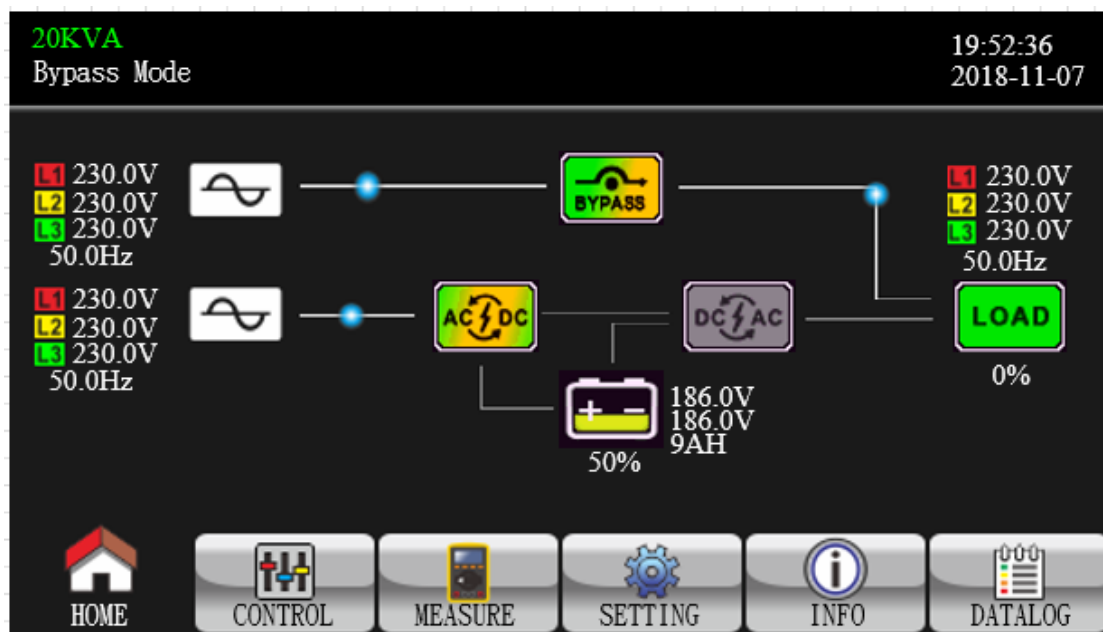 20KVA
Bypass Mode
19:52:36
2018-11-07
L1 230.0V
L2 230.0V
L3 230.0V
50.0Hz
BYPASS
L1 230.0V
L2 230.0V
L3 230.0V
50.0Hz
L1 230.0V
L2 230.0V
L3 230.0V
50.0Hz
AC DC
DC AC
LOAD
0%
186.0V
186.0V
9AH
50%
HOME
CONTROL
MEASURE
SETTING
INFO
DATALOG